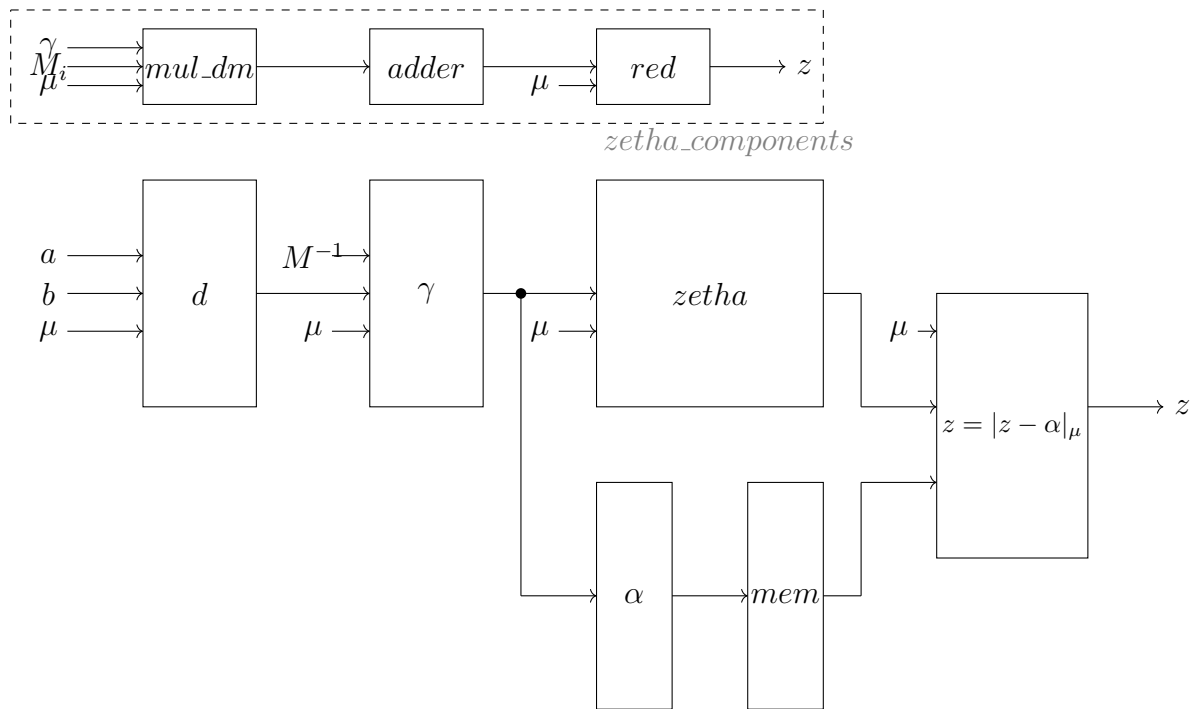 γ
M_i
μ
mul_dm
adder
μ
red
z
zetha_components
a
b
μ
d
M^{-1}
μ
γ
μ
zetha
μ
z = |z − α|_μ
z
α
mem